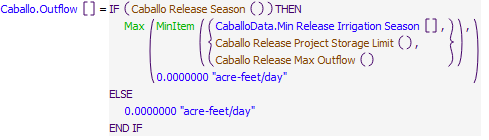 Caballo.Outflow [] = IF ( Caballo Release Season ( ) ) THEN
Max ( MinItem ( { CaballoData.Min Release Irrigation Season [] ,
Caballo Release Project Storage Limit ( ) ,
Caballo Release Max Outflow ( ) } ) ,
0.0000000 "acre-feet/day" )
ELSE
0.0000000 "acre-feet/day"
END IF